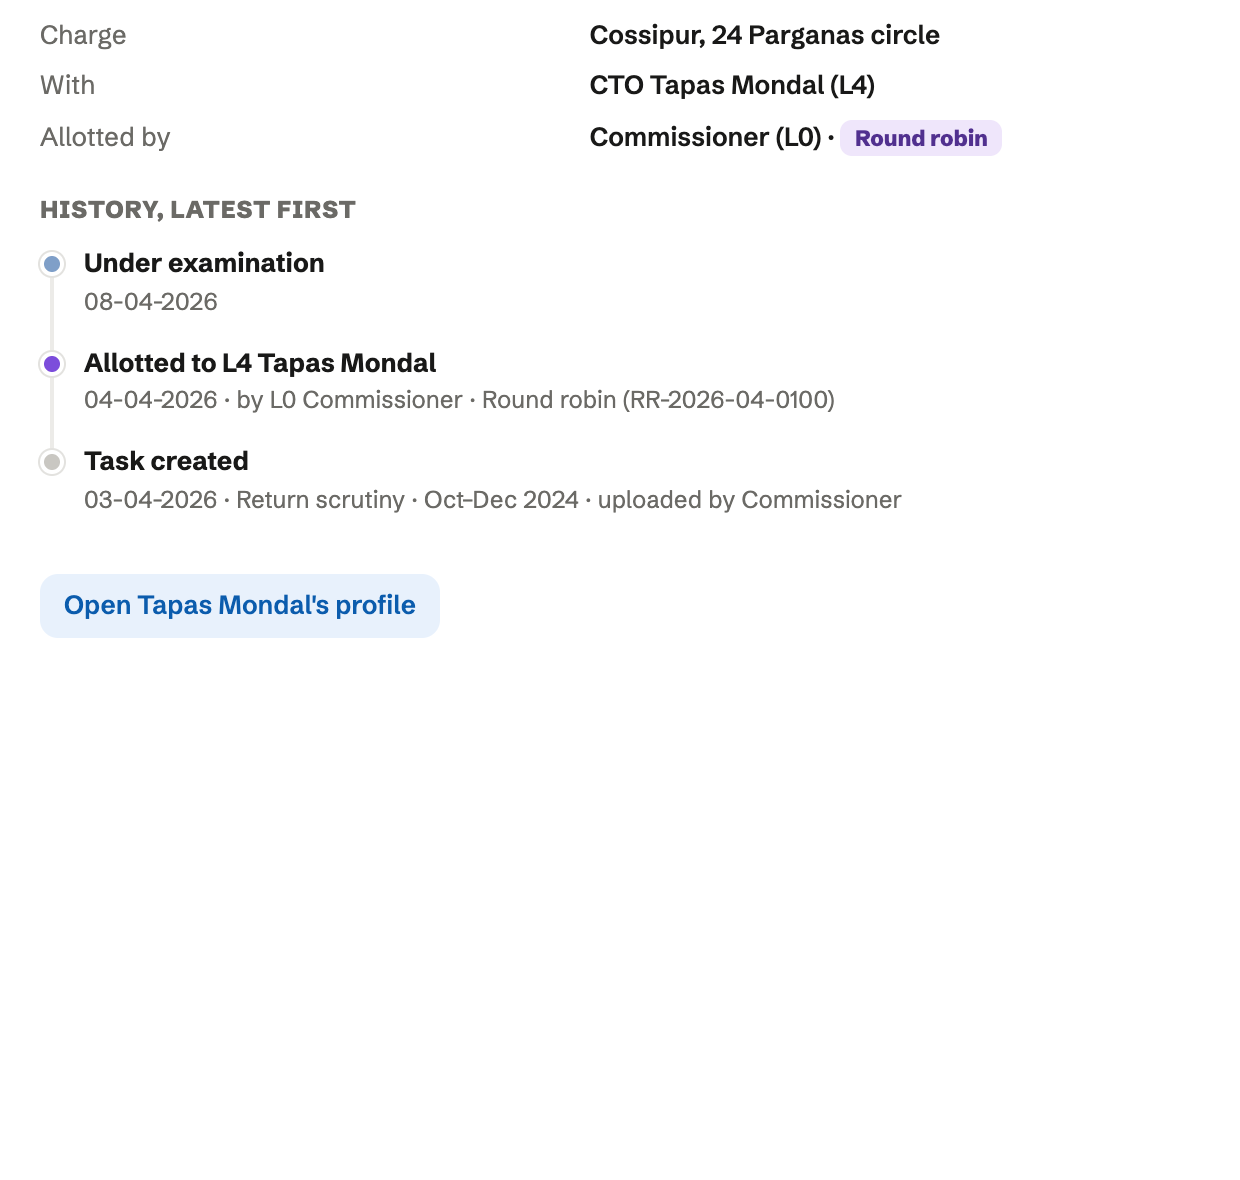 Charge
Cossipur, 24 Parganas circle
With
CTO Tapas Mondal (L4)
Allotted by
Commissioner (L0) · Round robin
HISTORY, LATEST FIRST
Under examination
08-04-2026
Allotted to L4 Tapas Mondal
04-04-2026 · by L0 Commissioner · Round robin (RR-2026-04-0100)
Task created
03-04-2026 · Return scrutiny · Oct-Dec 2024 · uploaded by Commissioner
Open Tapas Mondal's profile